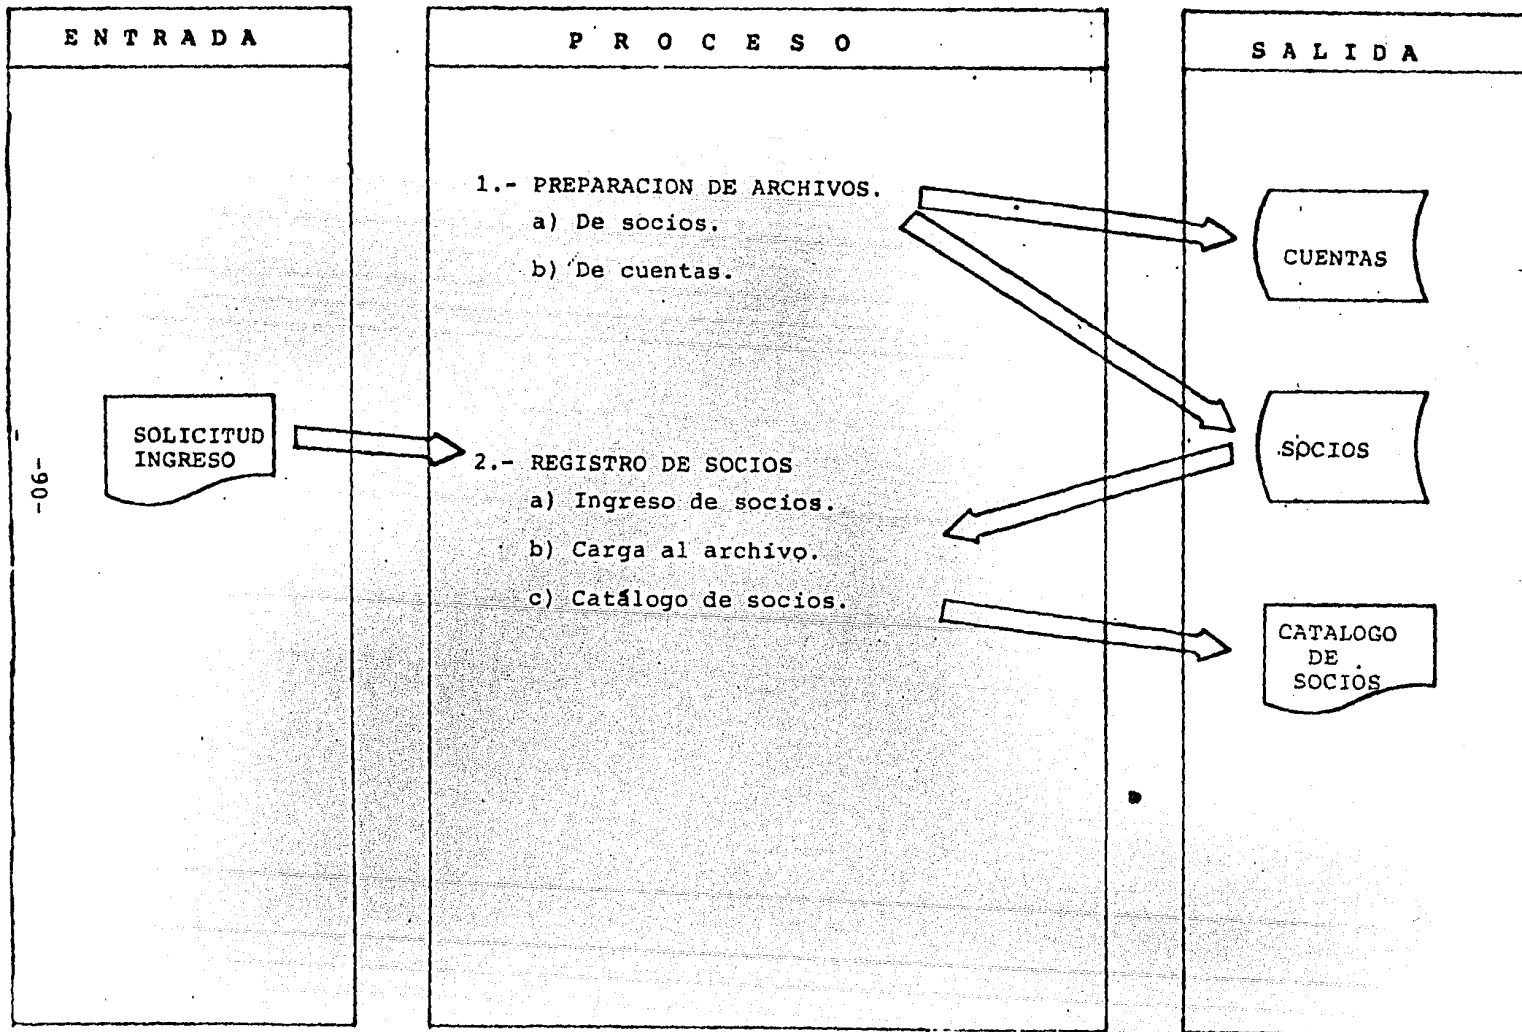 E N T R A D A
P R O C E S O
S A L I D A
1.- PREPARACION DE ARCHIVOS.
a) De socios.
b) De cuentas.
CUENTAS
SOLICITUD
INGRESO
SOCIOS
2.- REGISTRO DE SOCIOS
a) Ingreso de socios.
b) Carga al archivo.
c) Catálogo de socios.
CATALOGO
DE
SOCIOS
-90-